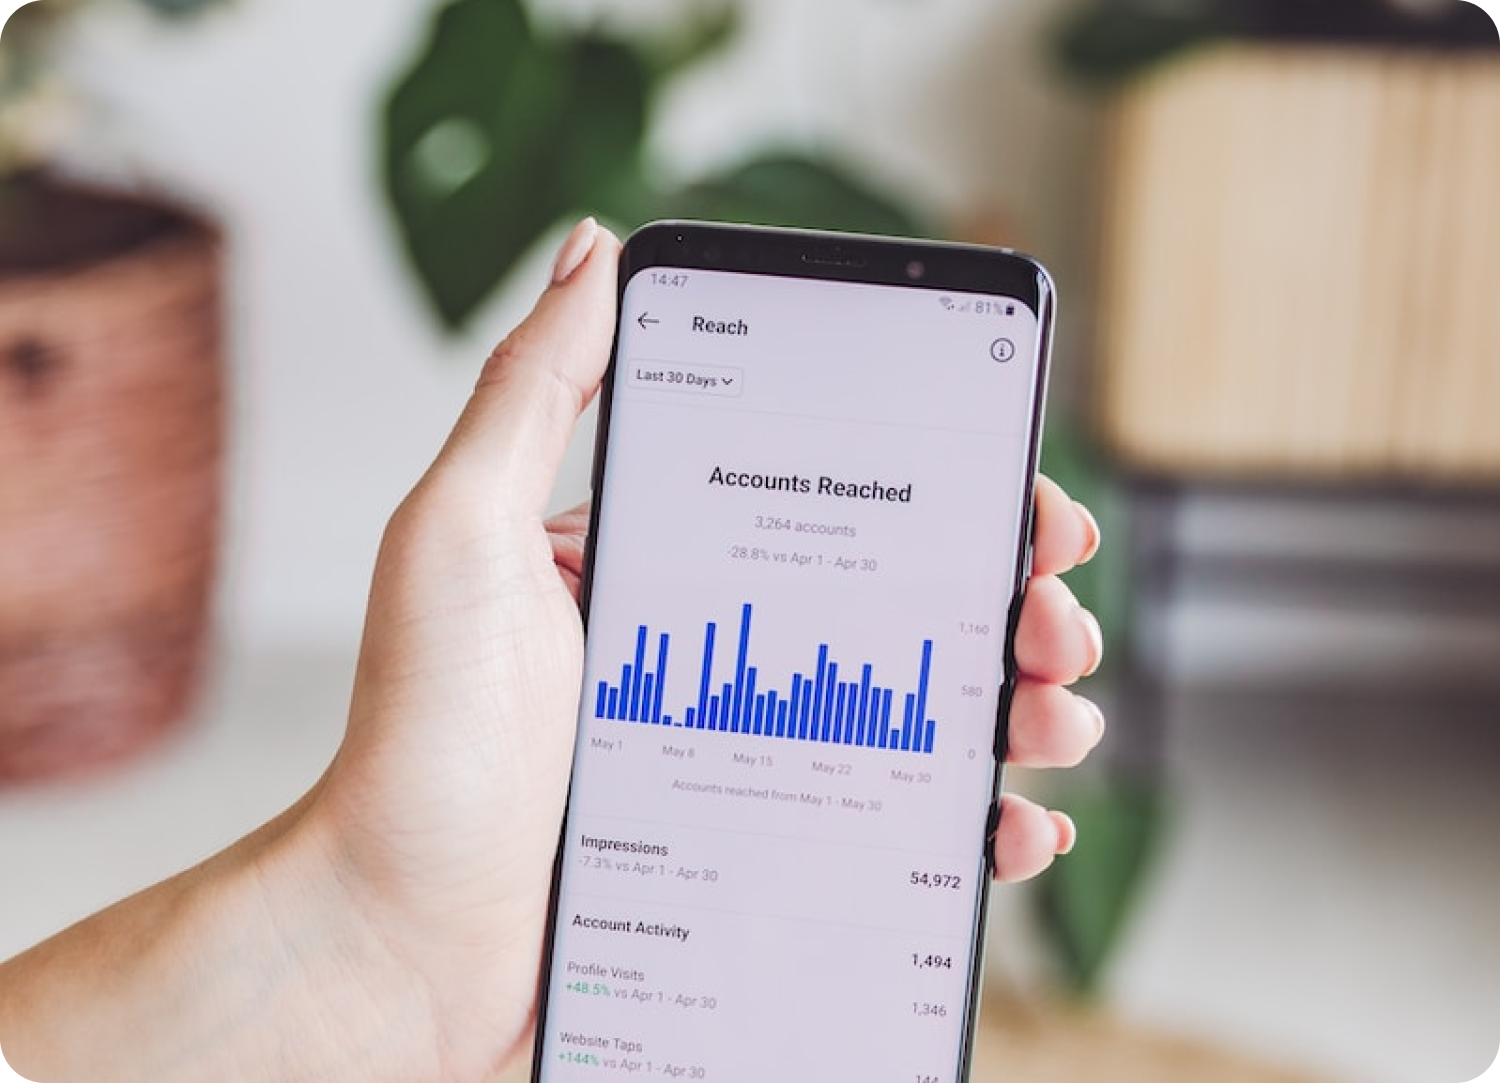 14:47
81%
Reach
Last 30 Days
Accounts Reached
3,264 accounts
-28.8% vs Apr 1 - Apr 30
1,160
580
0
May 1 May 8 May 15 May 22 May 30
Accounts reached from May 1 - May 30
Impressions
54,972
-7.3% vs Apr 1 - Apr 30
Account Activity
1,494
Profile Visits
1,346
+48.5% vs Apr 1 - Apr 30
Website Taps
144
+144% vs Apr 1 - Apr 30